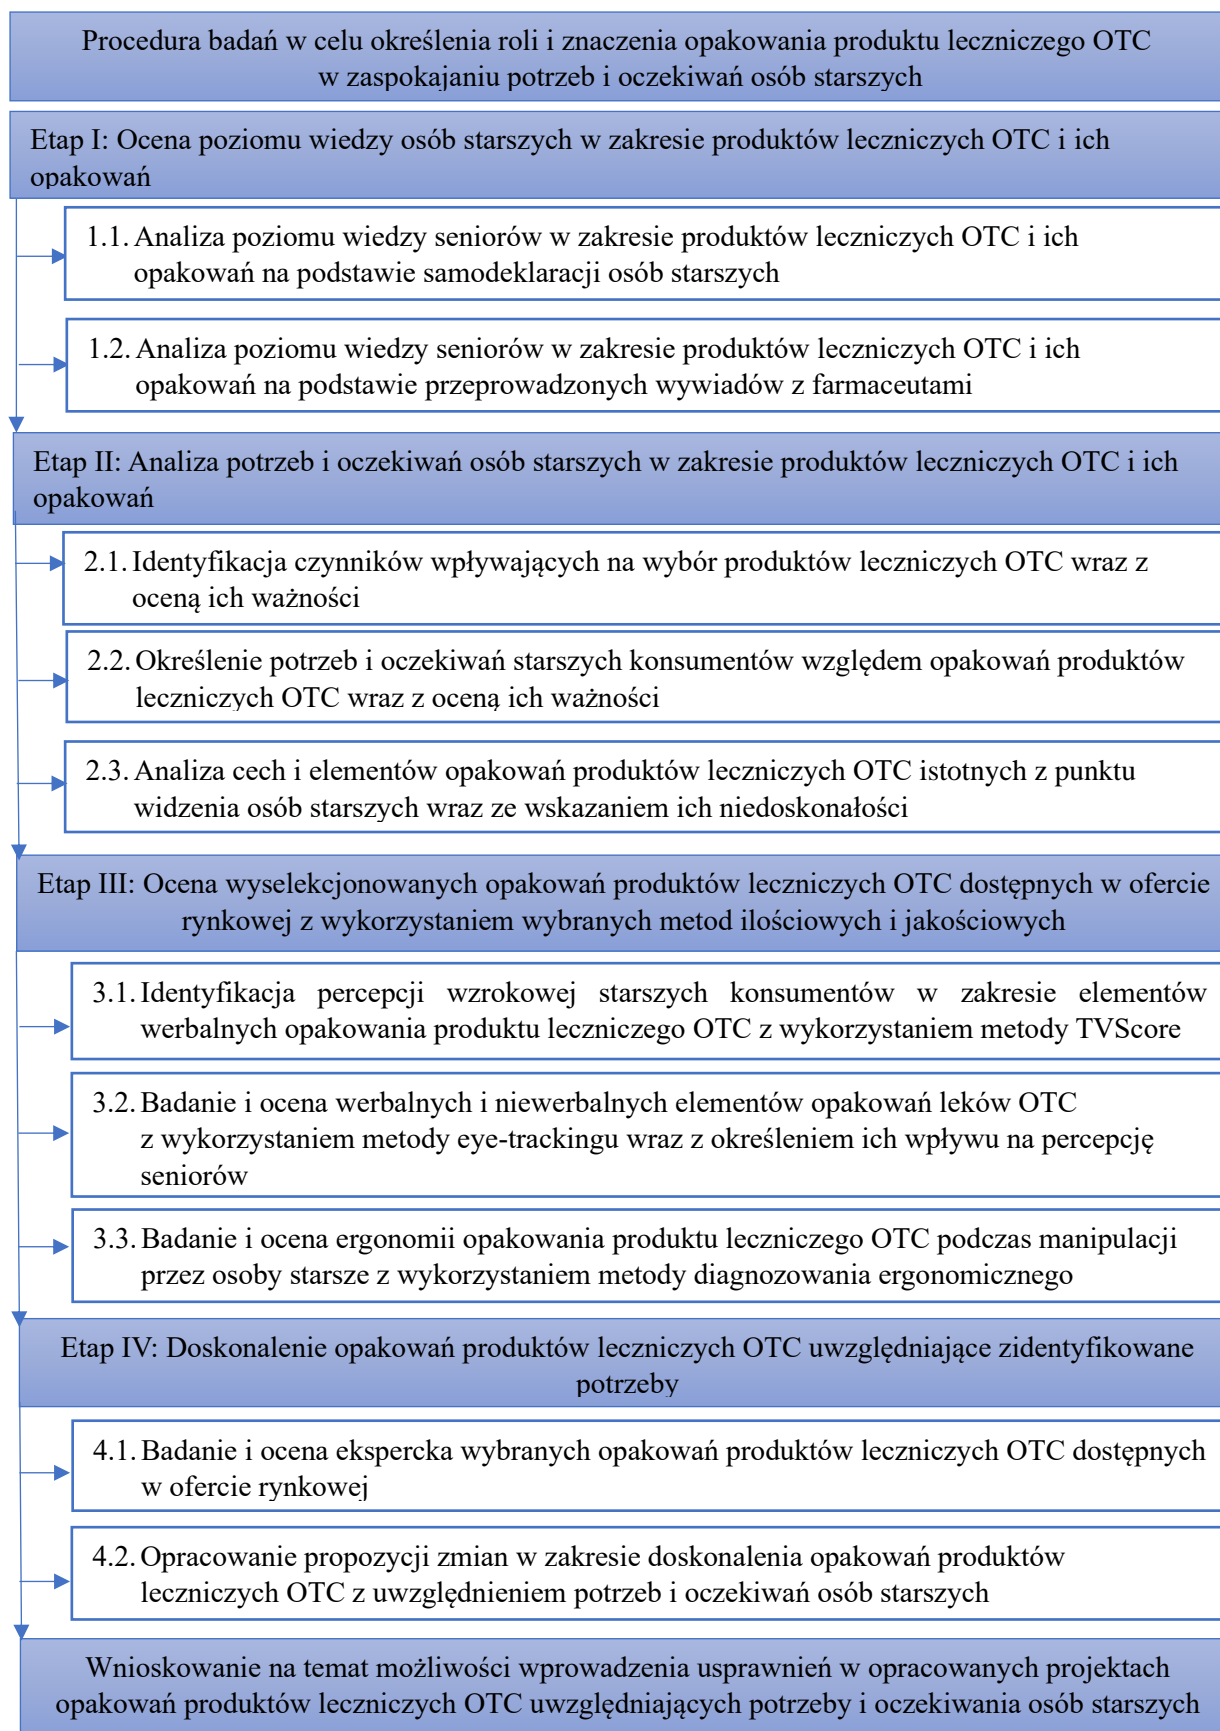 Procedura badań w celu określenia roli i znaczenia opakowania produktu leczniczego OTC
w zaspokajaniu potrzeb i oczekiwań osób starszych
Etap I: Ocena poziomu wiedzy osób starszych w zakresie produktów leczniczych OTC i ich
opakowań
1.1. Analiza poziomu wiedzy seniorów w zakresie produktów leczniczych OTC i ich
opakowań na podstawie samodeklaracji osób starszych
1.2. Analiza poziomu wiedzy seniorów w zakresie produktów leczniczych OTC i ich
opakowań na podstawie przeprowadzonych wywiadów z farmaceutami
Etap II: Analiza potrzeb i oczekiwań osób starszych w zakresie produktów leczniczych OTC i ich
opakowań
2.1. Identyfikacja czynników wpływających na wybór produktów leczniczych OTC wraz z
oceną ich ważności
2.2. Określenie potrzeb i oczekiwań starszych konsumentów względem opakowań produktów
leczniczych OTC wraz z oceną ich ważności
2.3. Analiza cech i elementów opakowań produktów leczniczych OTC istotnych z punktu
widzenia osób starszych wraz ze wskazaniem ich niedoskonałości
Etap III: Ocena wyselekcjonowanych opakowań produktów leczniczych OTC dostępnych w ofercie
rynkowej z wykorzystaniem wybranych metod ilościowych i jakościowych
3.1. Identyfikacja percepcji wzrokowej starszych konsumentów w zakresie elementów
werbalnych opakowania produktu leczniczego OTC z wykorzystaniem metody TVScore
3.2. Badanie i ocena werbalnych i niewerbalnych elementów opakowań leków OTC
z wykorzystaniem metody eye-trackingu wraz z określeniem ich wpływu na percepcję
seniorów
3.3. Badanie i ocena ergonomii opakowania produktu leczniczego OTC podczas manipulacji
przez osoby starsze z wykorzystaniem metody diagnozowania ergonomicznego
Etap IV: Doskonalenie opakowań produktów leczniczych OTC uwzględniające zidentyfikowane
potrzeby
4.1. Badanie i ocena ekspercka wybranych opakowań produktów leczniczych OTC dostępnych
w ofercie rynkowej
4.2. Opracowanie propozycji zmian w zakresie doskonalenia opakowań produktów
leczniczych OTC z uwzględnieniem potrzeb i oczekiwań osób starszych
Wnioskowanie na temat możliwości wprowadzenia usprawnień w opracowanych projektach
opakowań produktów leczniczych OTC uwzględniających potrzeby i oczekiwania osób starszych